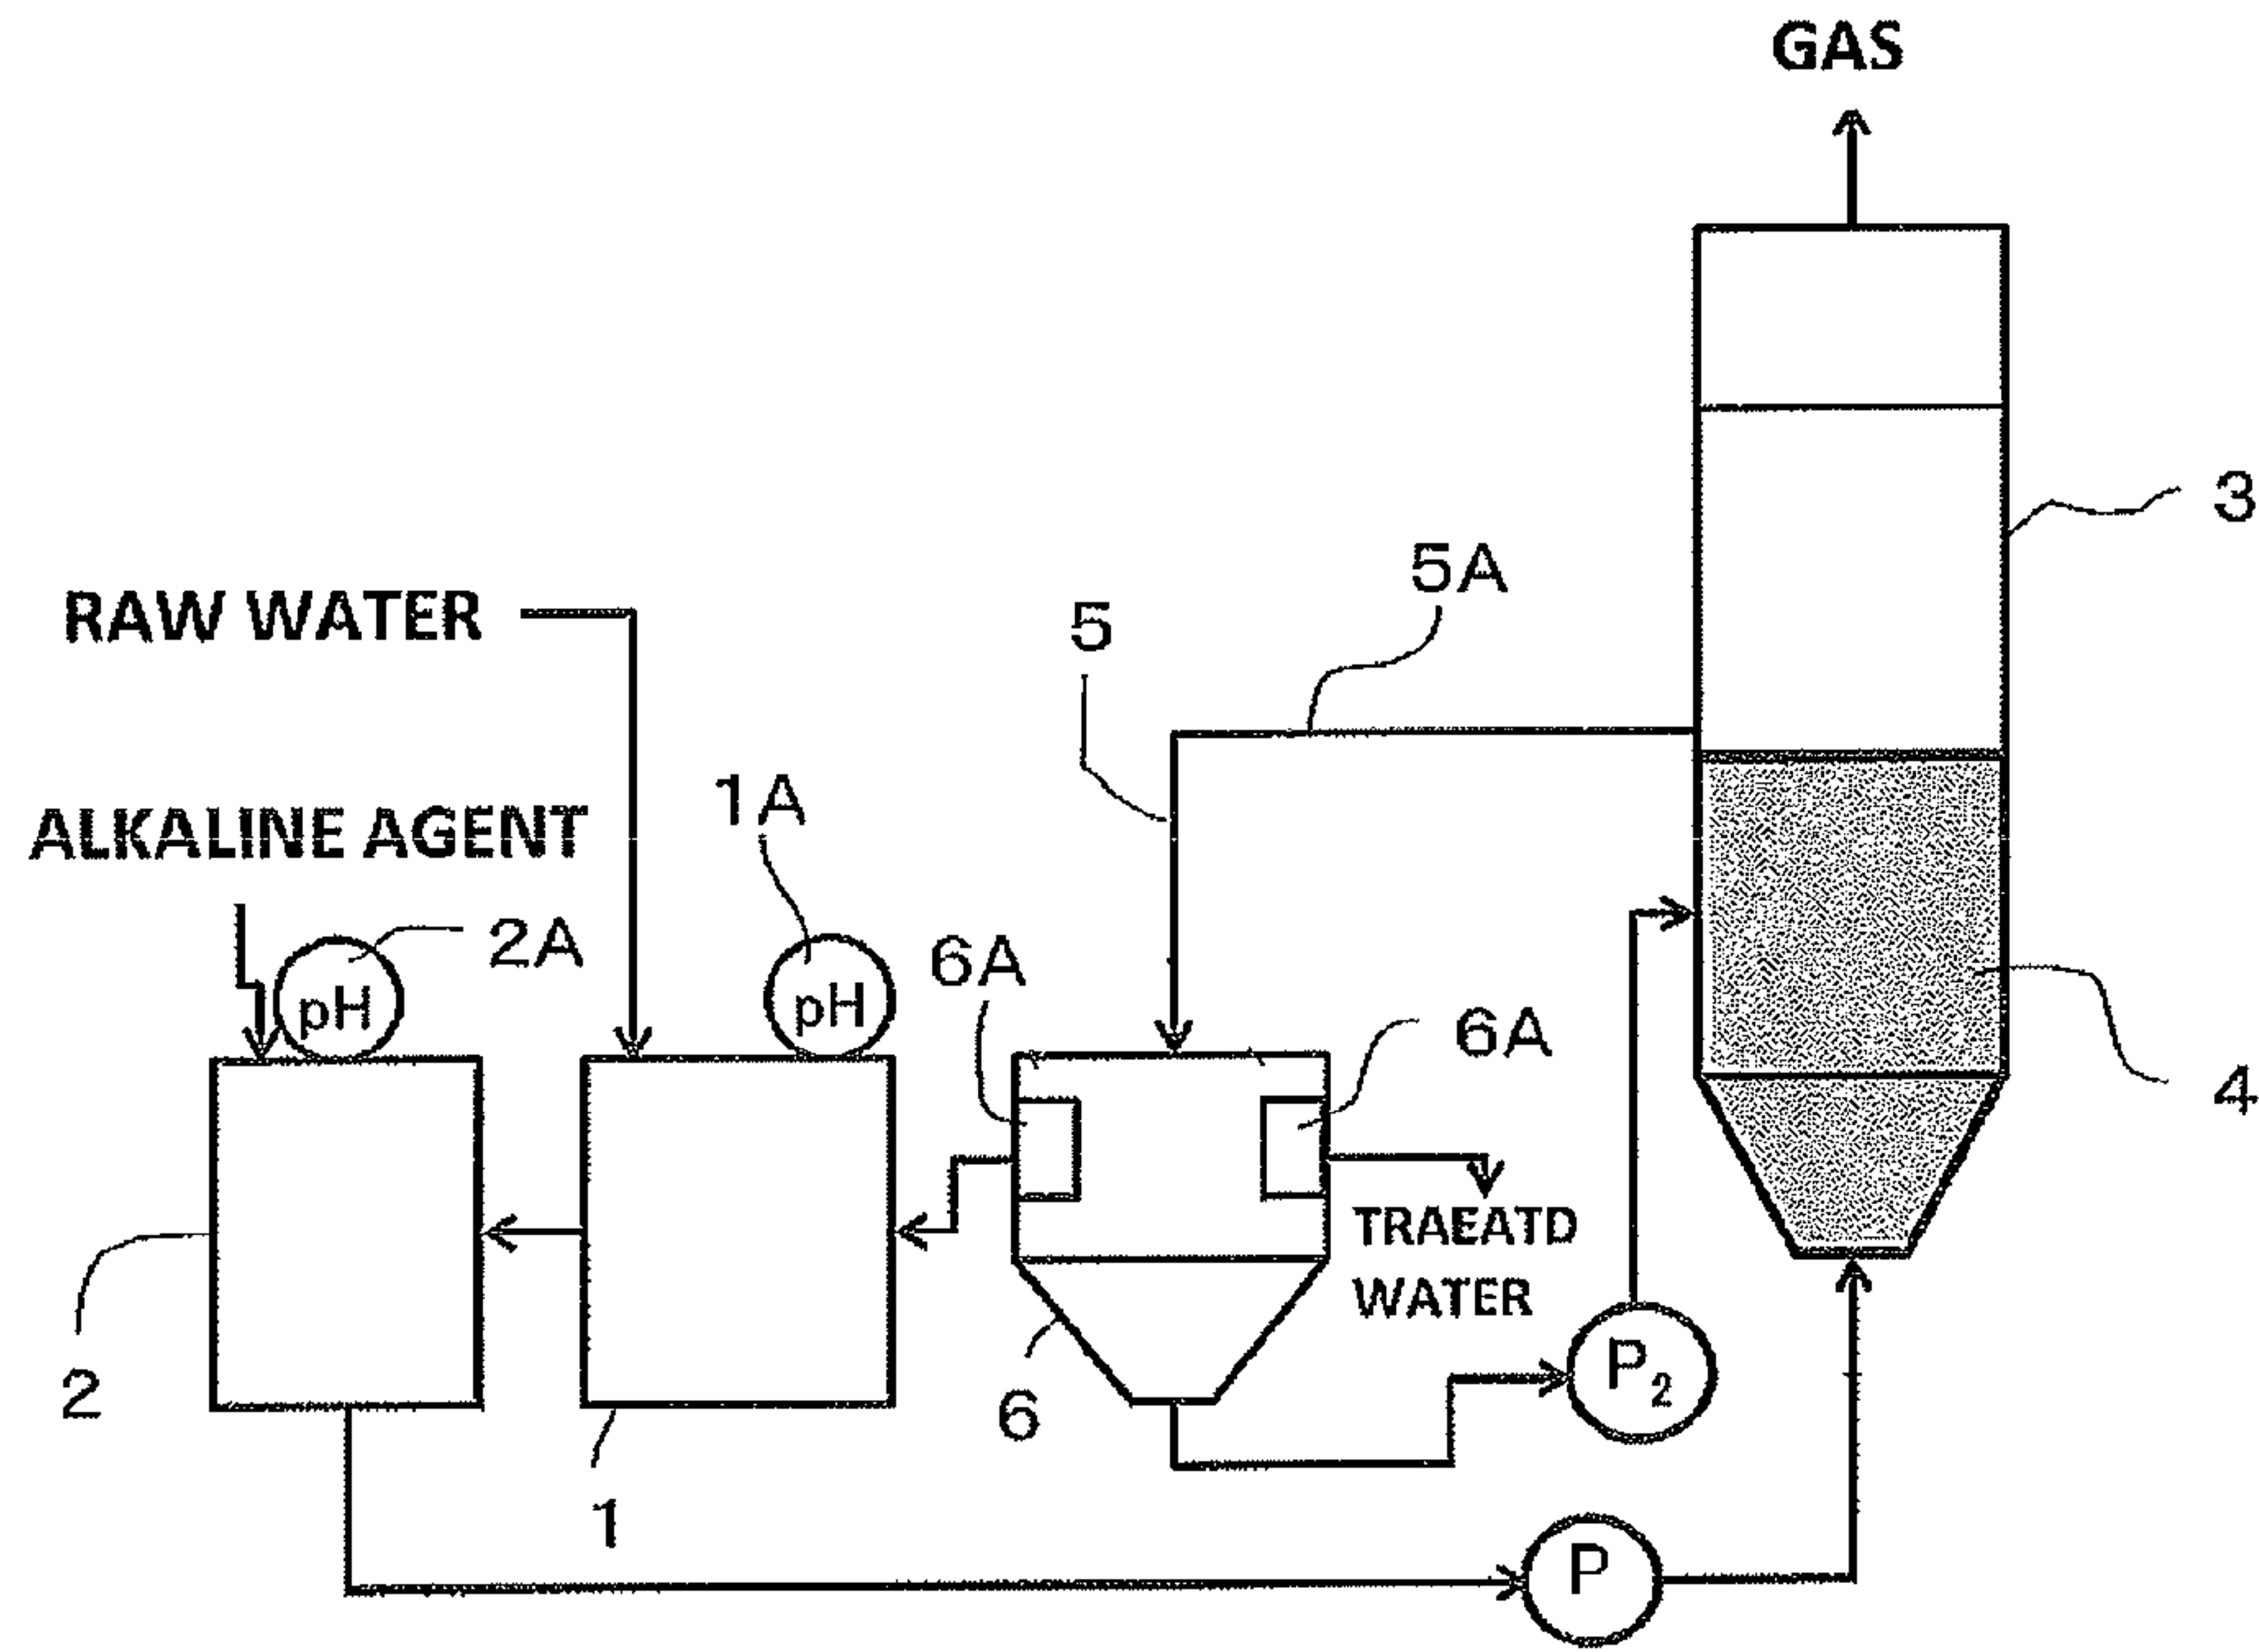 GAS
3
5A
5
RAW WATER
1A
ALKALINE AGENT
2A
6A
pH
pH
6A
4
TRAEATD
WATER
2
6
P2
1
P